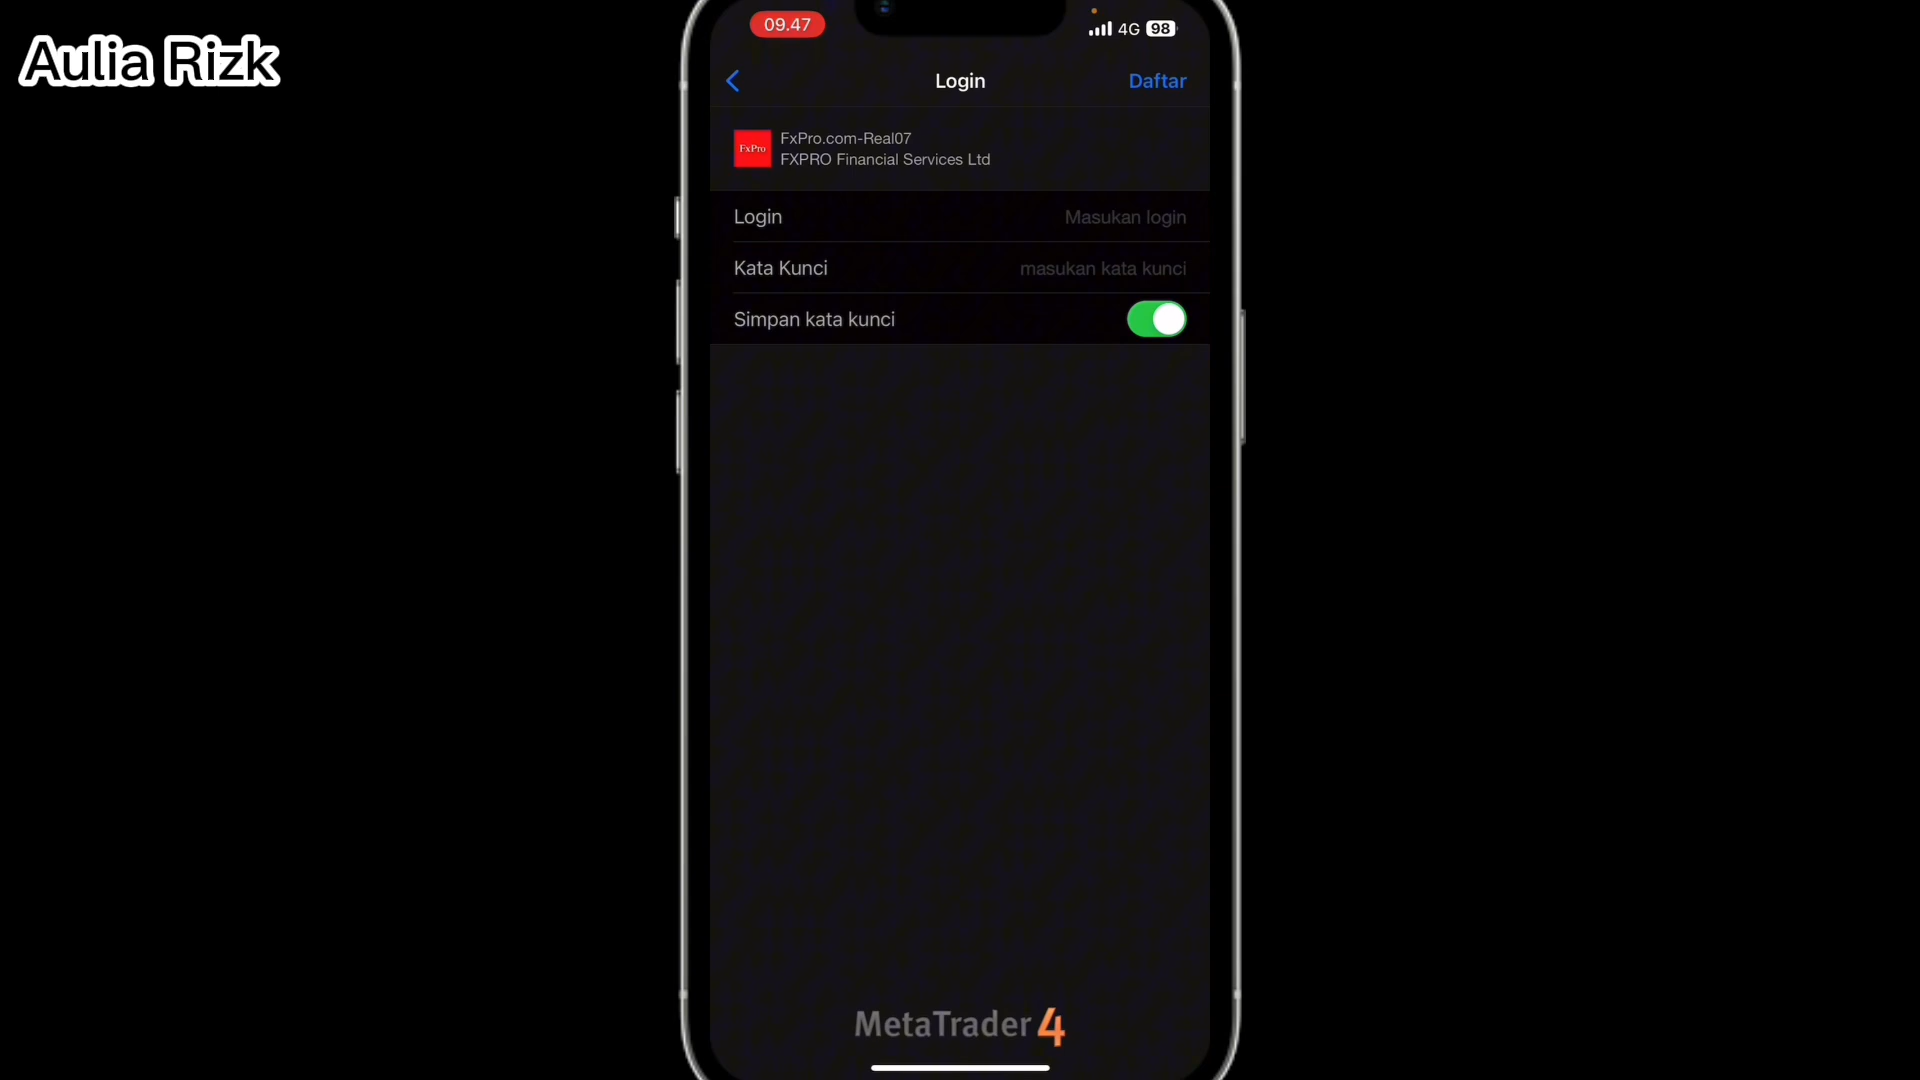 Aulia Rizk
09.47
4G 98
Login
Daftar
FxPro
FxPro.com-Real07
FXPRO Financial Services Ltd
Login
Masukan login
Kata Kunci
masukan kata kunci
Simpan kata kunci
MetaTrader 4